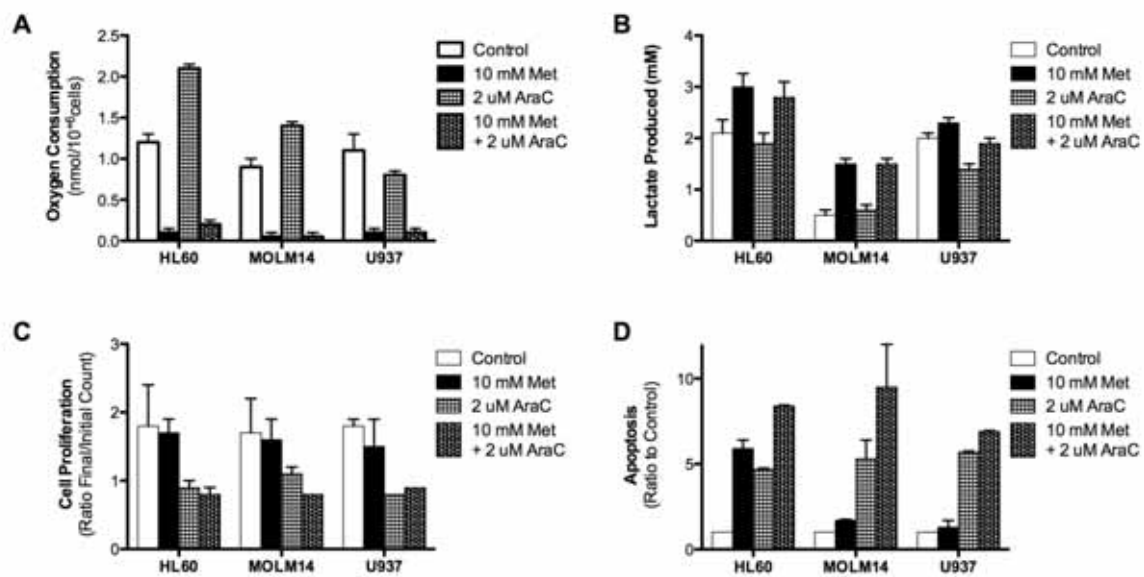 A
Oxygen Consumption
(nmol/10⁺⁶cells)
2.5
2.0
1.5
1.0
0.5
0.0
HL60 MOLM14 U937
Control
10 mM Met
2 uM AraC
10 mM Met
+ 2 uM AraC
B
Lactate Produced (mM)
4
3
2
1
0
HL60 MOLM14 U937
Control
10 mM Met
2 uM AraC
10 mM Met
+ 2 uM AraC
C
Cell Proliferation
(Ratio Final/Initial Count)
3
2
1
0
HL60 MOLM14 U937
Control
10 mM Met
2 uM AraC
10 mM Met
+ 2 uM AraC
D
Apoptosis
(Ratio to Control)
10
5
0
HL60 MOLM14 U937
Control
10 mM Met
2 uM AraC
10 mM Met
+ 2 uM AraC